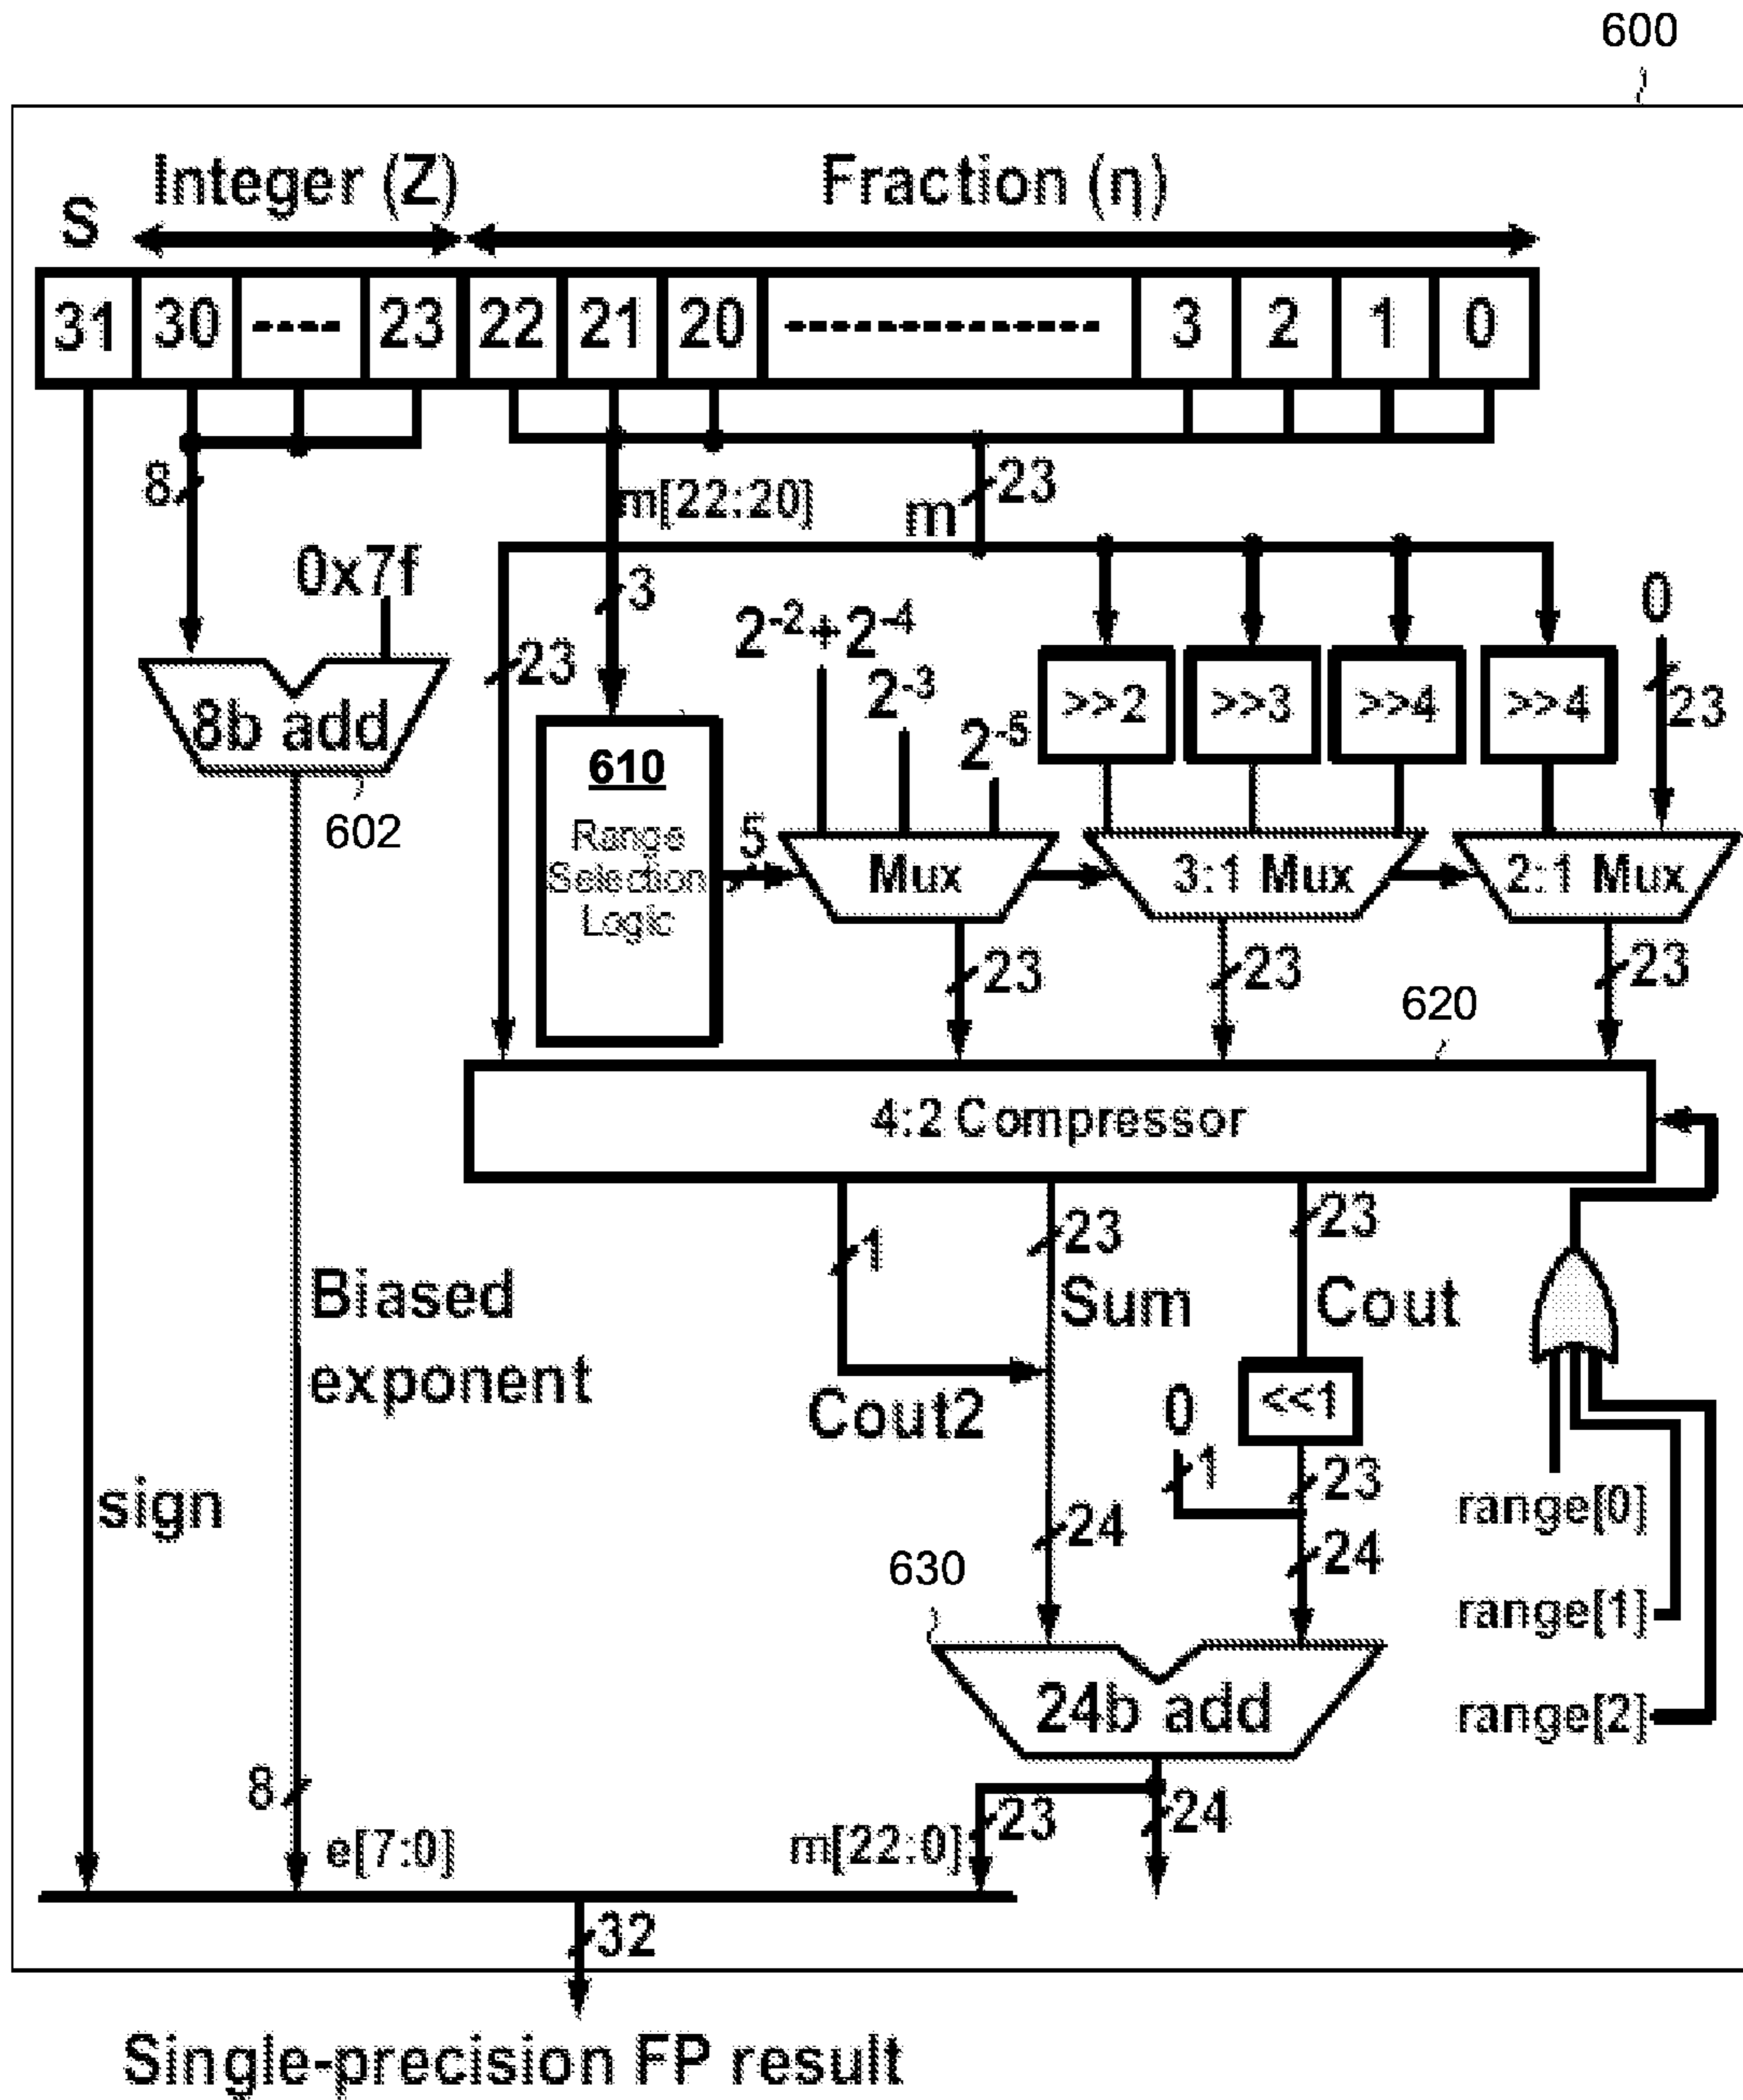 600
Integer (Z)
Fraction (η)
S
31 30 ---- 23 22 21 20 -------------- 3 2 1 0
8
m[22:20]
m
23
0x7f
3
23
2-2+2-4
2-3
2-5
>>2
>>3
>>4
>>4
0
23
8b add
602
610
Range
Selection
Logic
5
Mux
3:1 Mux
2:1 Mux
23
23
23
620
4:2 Compressor
1
23
23
Biased
exponent
Sum
Cout
Cout2
0
<<1
1
23
sign
24
24
range[0]
range[1]
range[2]
630
24b add
8
e[7:0]
m[22:0]
23
24
32
Single-precision FP result